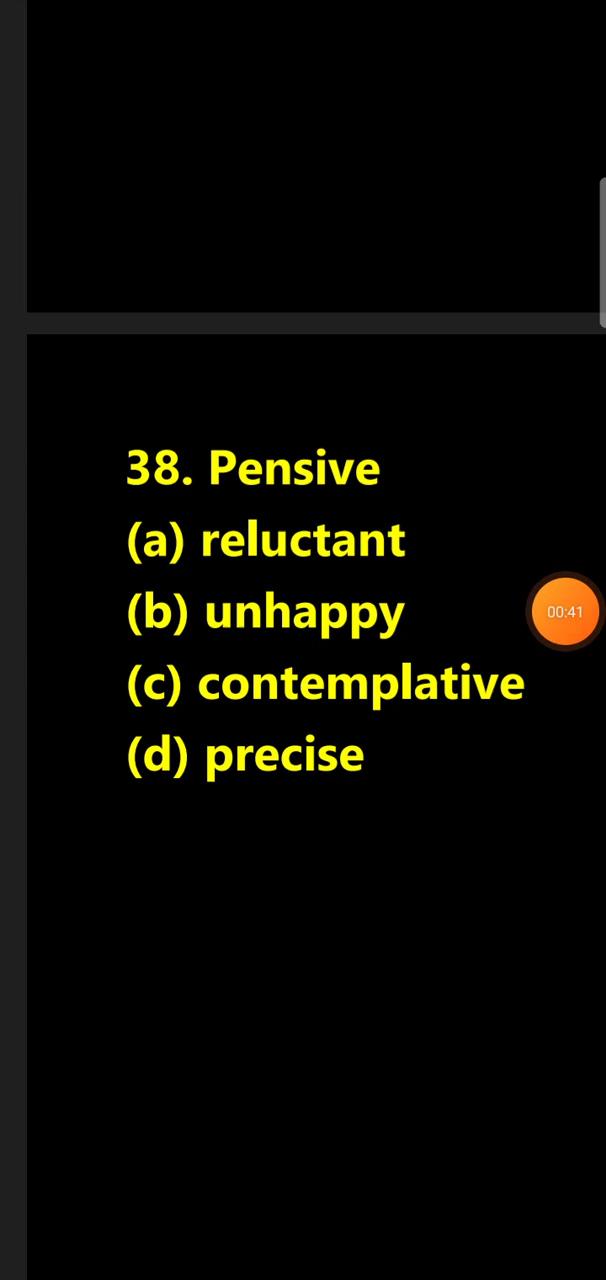 38. Pensive
(a) reluctant
(b) unhappy
00:41
(c) contemplative
(d) precise